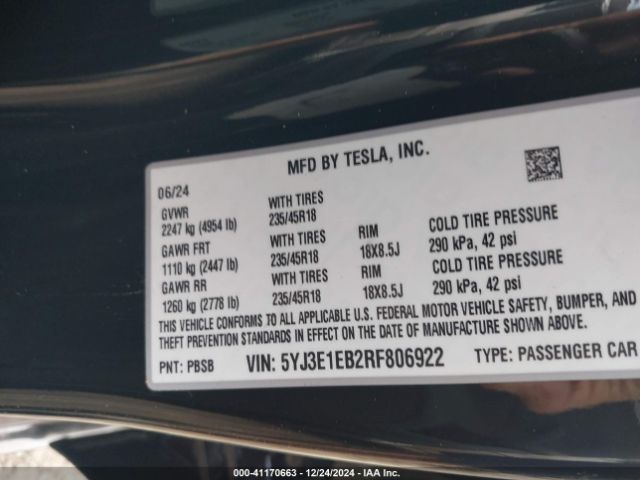 MFD BY TESLA, INC.
06/24
GVWR
2247 kg (4954 lb)
WITH TIRES
235/45R18
GAWR FRT
1110 kg (2447 lb)
WITH TIRES
235/45R18
RIM
18X8.5J
COLD TIRE PRESSURE
290 kPa, 42 psi
GAWR RR
1260 kg (2778 lb)
WITH TIRES
235/45R18
RIM
18X8.5J
COLD TIRE PRESSURE
290 kPa, 42 psi
THIS VEHICLE CONFORMS TO ALL APPLICABLE U.S. FEDERAL MOTOR VEHICLE SAFETY, BUMPER, AND
THEFT PREVENTION STANDARDS IN EFFECT ON THE DATE OF MANUFACTURE SHOWN ABOVE.
PNT: PBSB VIN: 5YJ3E1EB2RF806922 TYPE: PASSENGER CAR
000-41170663 - 12/24/2024 - IAA Inc.